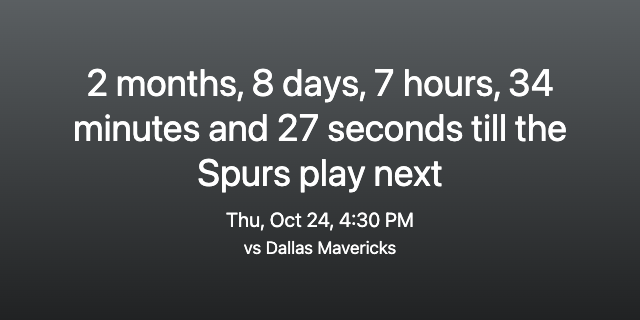 2 months, 8 days, 7 hours, 34
minutes and 27 seconds till the
Spurs play next
Thu, Oct 24, 4:30 PM
vs Dallas Mavericks